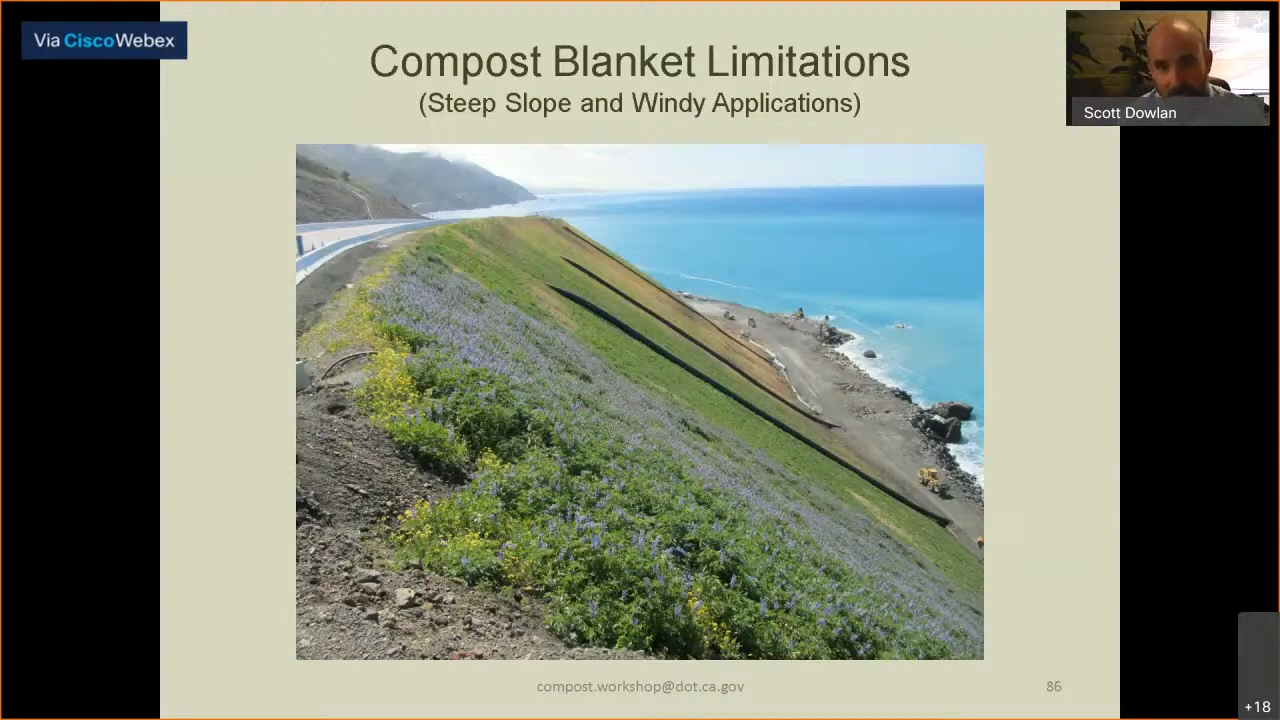 Via CiscoWebex
Compost Blanket Limitations
(Steep Slope and Windy Applications)
Scott Dowlan
compost.workshop@dot.ca.gov
86
+18